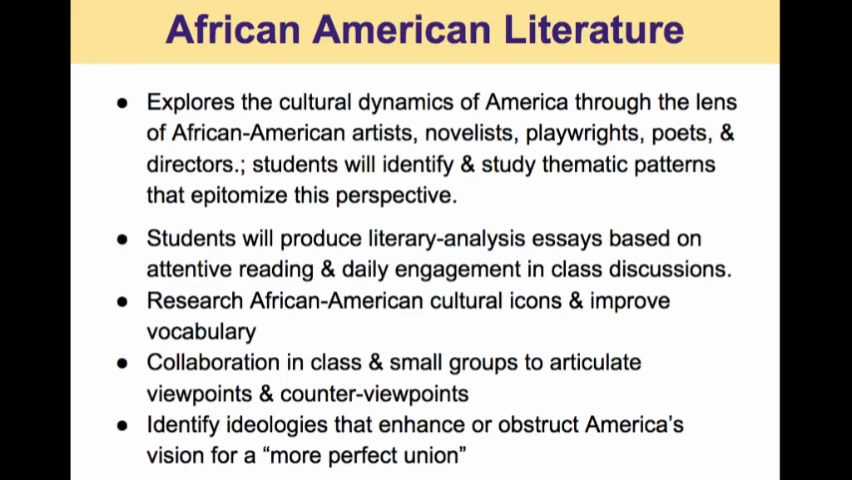 African American Literature
● Explores the cultural dynamics of America through the lens
of African-American artists, novelists, playwrights, poets, &
directors.; students will identify & study thematic patterns
that epitomize this perspective.
● Students will produce literary-analysis essays based on
attentive reading & daily engagement in class discussions.
● Research African-American cultural icons & improve
vocabulary
● Collaboration in class & small groups to articulate
viewpoints & counter-viewpoints
● Identify ideologies that enhance or obstruct America's
vision for a “more perfect union”